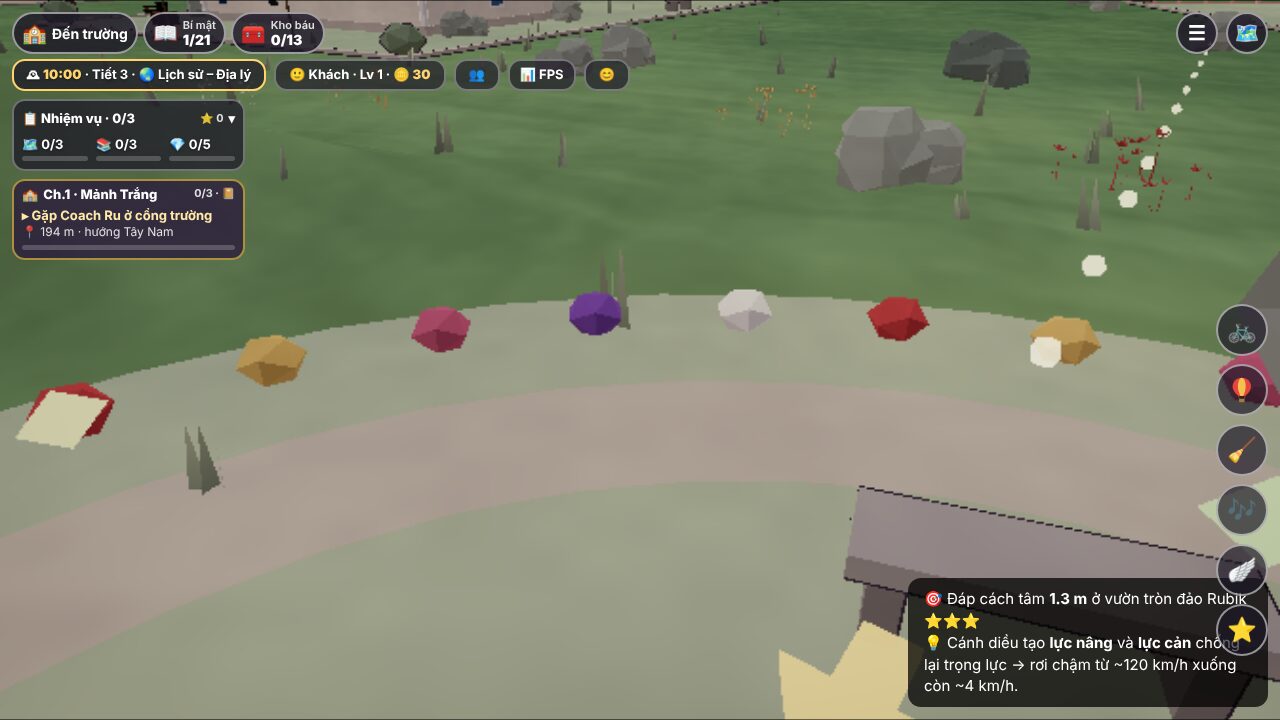 Đến trường
Bí mật
1/21
Kho báu
0/13
10:00 · Tiết 3 · Lịch sử – Địa lý
Khách · Lv 1 · 30
FPS
Nhiệm vụ · 0/3
0 ▾
0/3
0/3
0/5
Ch.1 · Mảnh Trắng
0/3 ·
▸ Gặp Coach Ru ở cổng trường
194 m · hướng Tây Nam
Đáp cách tâm 1.3 m ở vườn tròn đảo Rubik
Cánh diều tạo lực nâng và lực cản chống
lại trọng lực → rơi chậm từ ~120 km/h xuống
còn ~4 km/h.